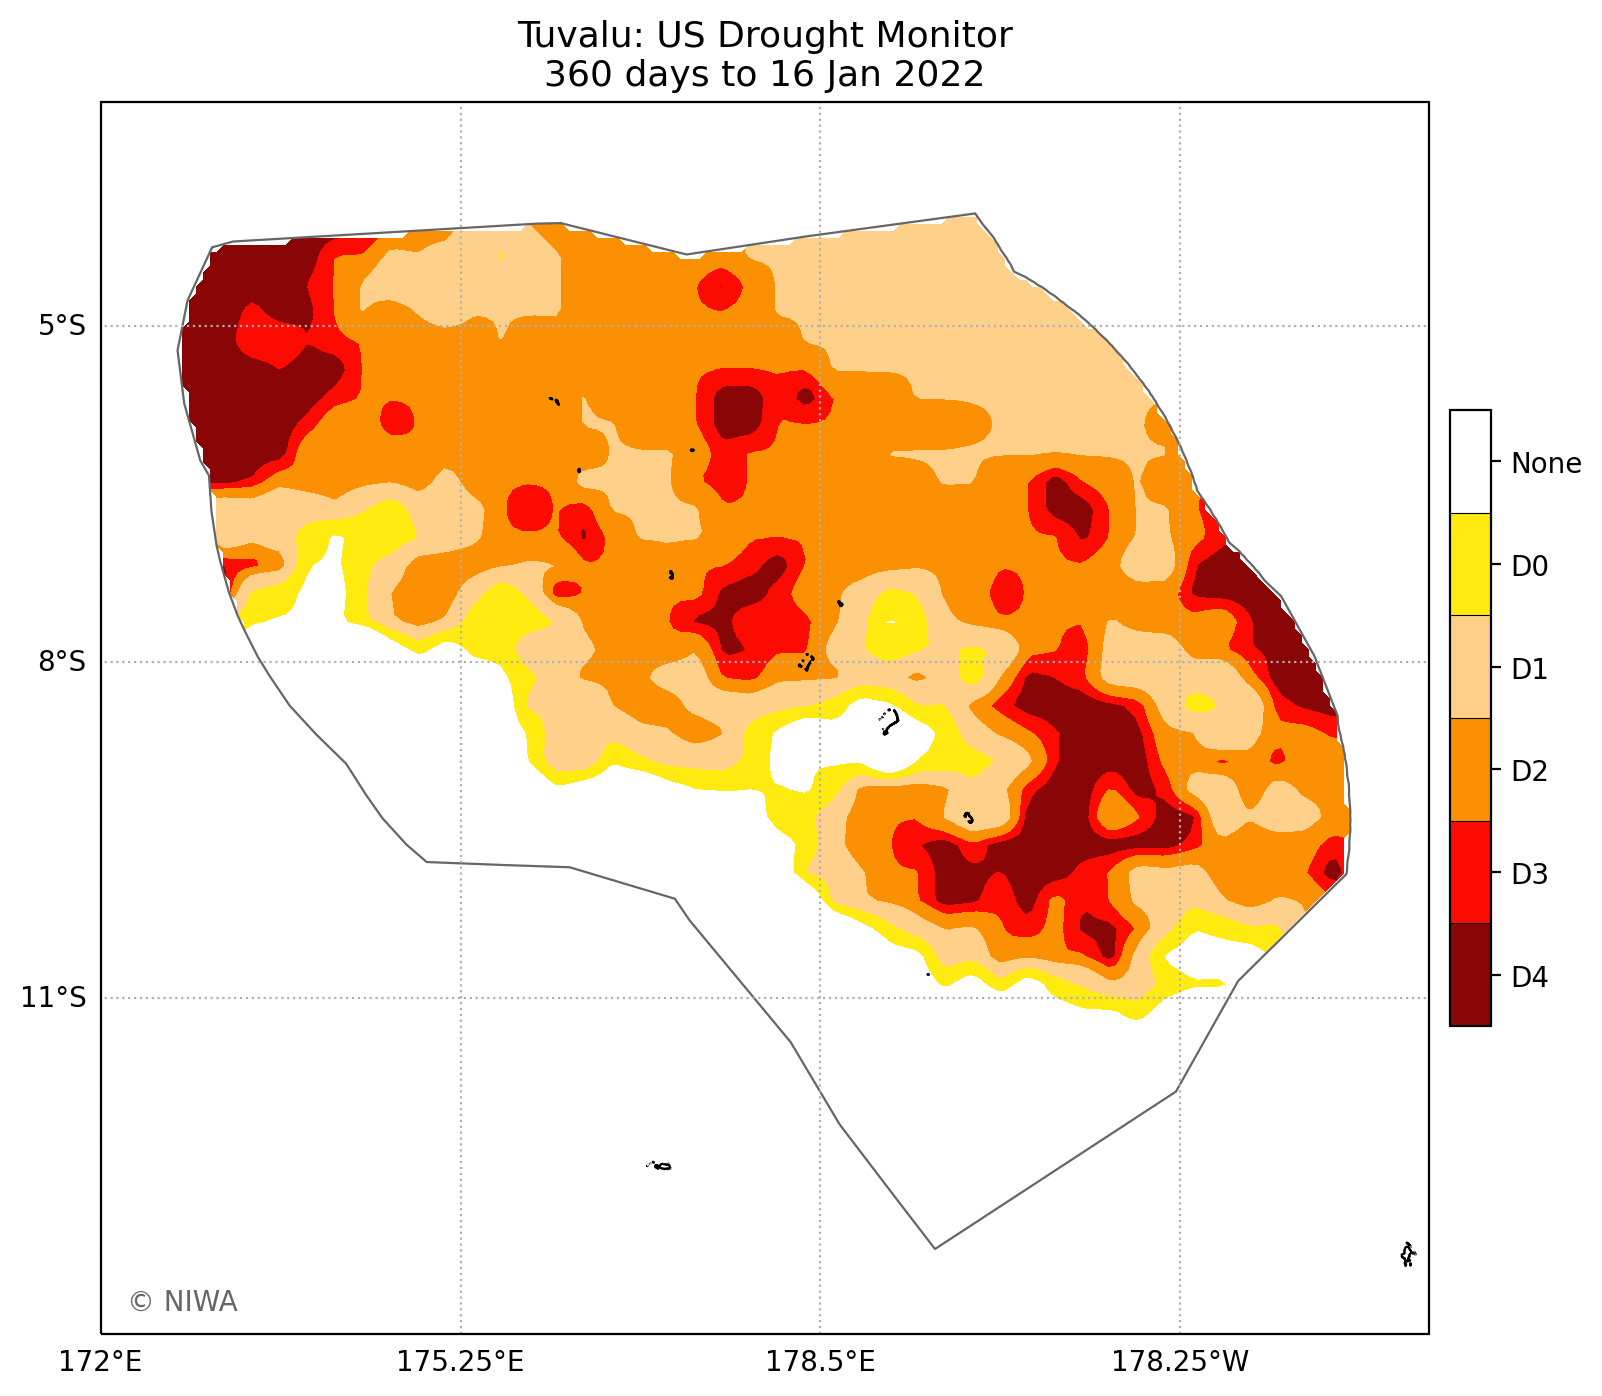 Tuvalu: US Drought Monitor
360 days to 16 Jan 2022
5°S
8°S
11°S
172°E
175.25°E
178.5°E
178.25°W
None
D0
D1
D2
D3
D4
© NIWA